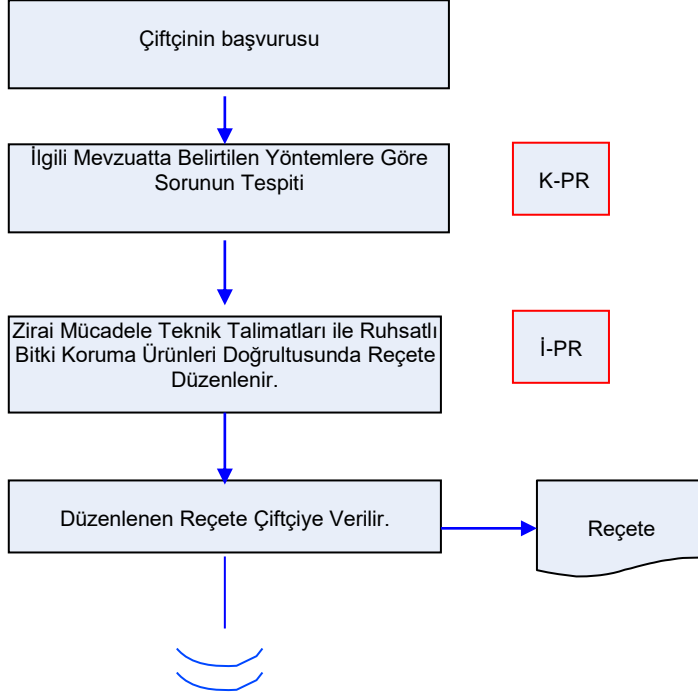 Çiftçinin başvurusu
İlgili Mevzuatta Belirtilen Yöntemlere Göre
Sorunun Tespiti
K-PR
Zirai Mücadele Teknik Talimatları ile Ruhsatlı
Bitki Koruma Ürünleri Doğrultusunda Reçete
Düzenlenir.
İ-PR
Düzenlenen Reçete Çiftçiye Verilir.
Reçete